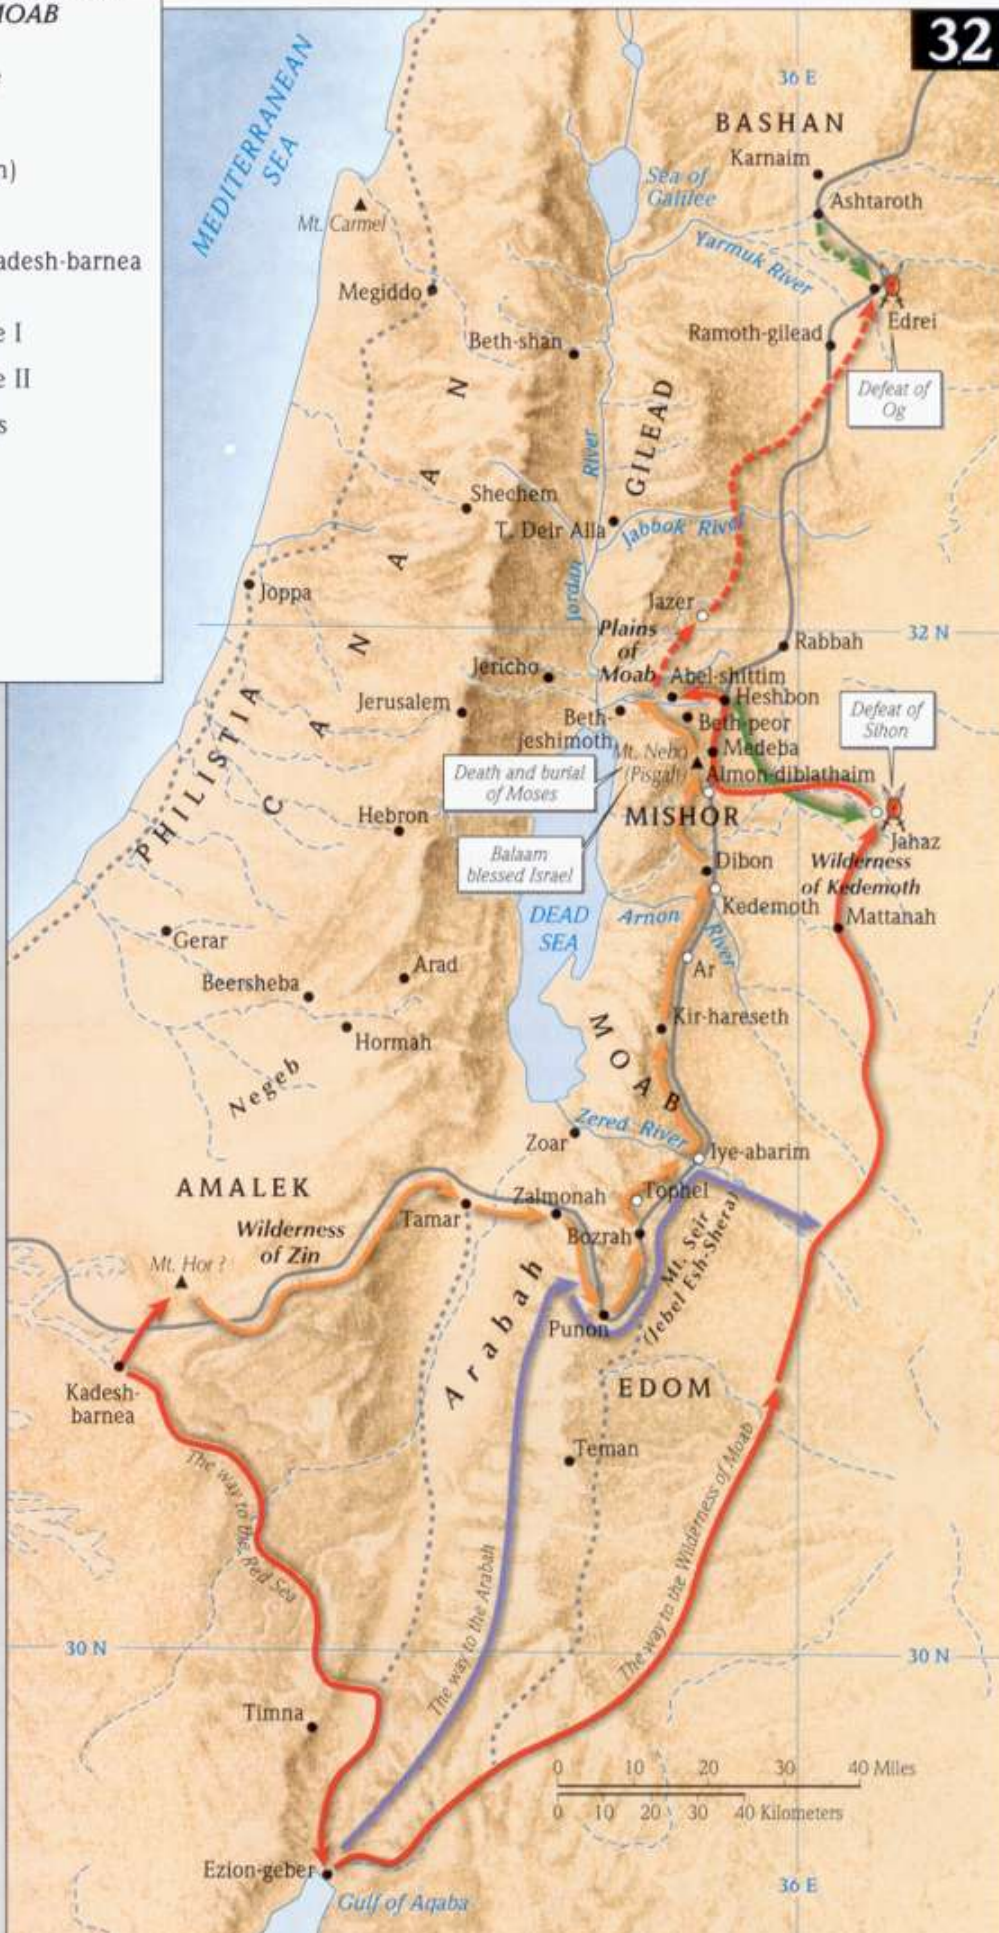 MOAB
adesh-barnea
e I
e II
32
MEDITERRANEAN
SEA
36 E
BASHAN
Karnaim
Ashtaroth
Sea of
Galilee
Mt. Carmel
Yarmuk River
Megiddo
Edrei
Beth-shan
Ramoth-gilead
Defeat of
Og
GILEAD
River
Shechem
T. Deir Alla
Jabbok River
Jordan
Joppa
Jazer
32 N
Plains
of
Moab
Rabbah
Jericho
Abel-shittim
Heshbon
Jerusalem
Beth-
jeshimoth
Beth-peor
Defeat of
Sihon
Mt. Nebo
(Pisgah)
Medeba
Death and burial
of Moses
Almon-diblathaim
PHILISTIA
CANAAN
MISHOR
Hebron
Jahaz
Balaam
blessed Israel
Dibon
Wilderness
of Kedemoth
Kedemoth
DEAD
SEA
Arnon
River
Mattanah
Gerar
Arad
Ar
Beersheba
Hormah
Kir-hareseth
MOAB
Negeb
Zered River
Zoar
Iye-abarim
AMALEK
Zalmonah
Tophel
Tamar
Wilderness
of Zin
Bozrah
Mt. Hor ?
Mt. Seir
(Jebel Esh-Shera)
Arabah
Punon
Kadesh-
barnea
EDOM
Teman
The way to the Red Sea
The way to the Arabah
The way to the Wilderness of Moab
30 N
30 N
Timna
0 10 20 30 40 Miles
0 10 20 30 40 Kilometers
Ezion-geber
Gulf of Aqaba
36 E